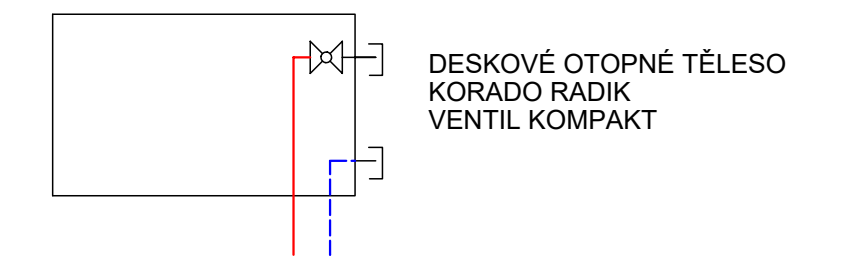 DESKOVÉ OTOPNÉ TĚLESO
KORADO RADIK
VENTIL KOMPAKT